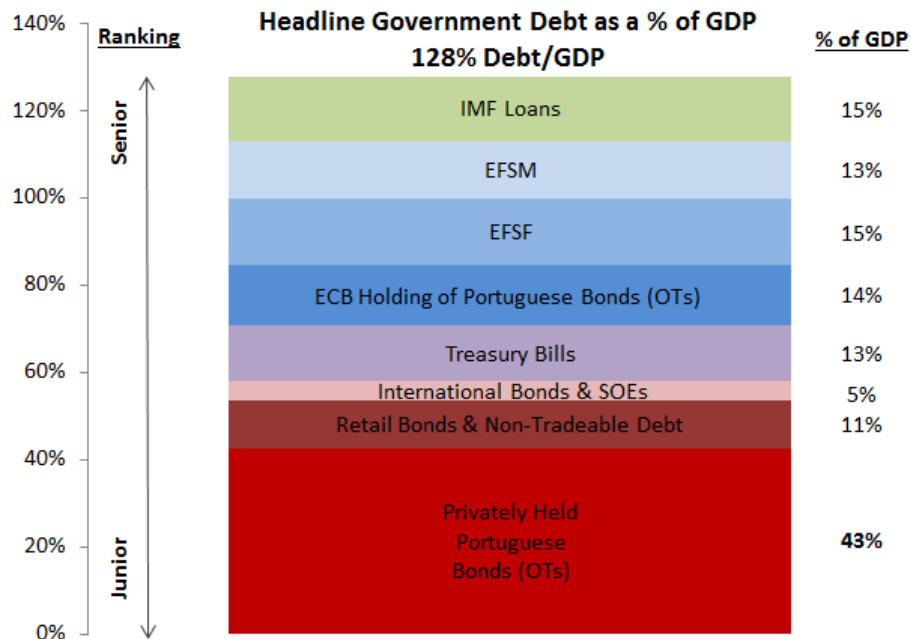 Headline Government Debt as a % of GDP
128% Debt/GDP
Ranking
% of GDP
Senior
Junior
140%
120%
100%
80%
60%
40%
20%
0%
IMF Loans
15%
EFSM
13%
EFSF
15%
ECB Holding of Portuguese Bonds (OTs)
14%
Treasury Bills
13%
International Bonds & SOEs
5%
Retail Bonds & Non-Tradeable Debt
11%
Privately Held
Portuguese
Bonds (OTs)
43%